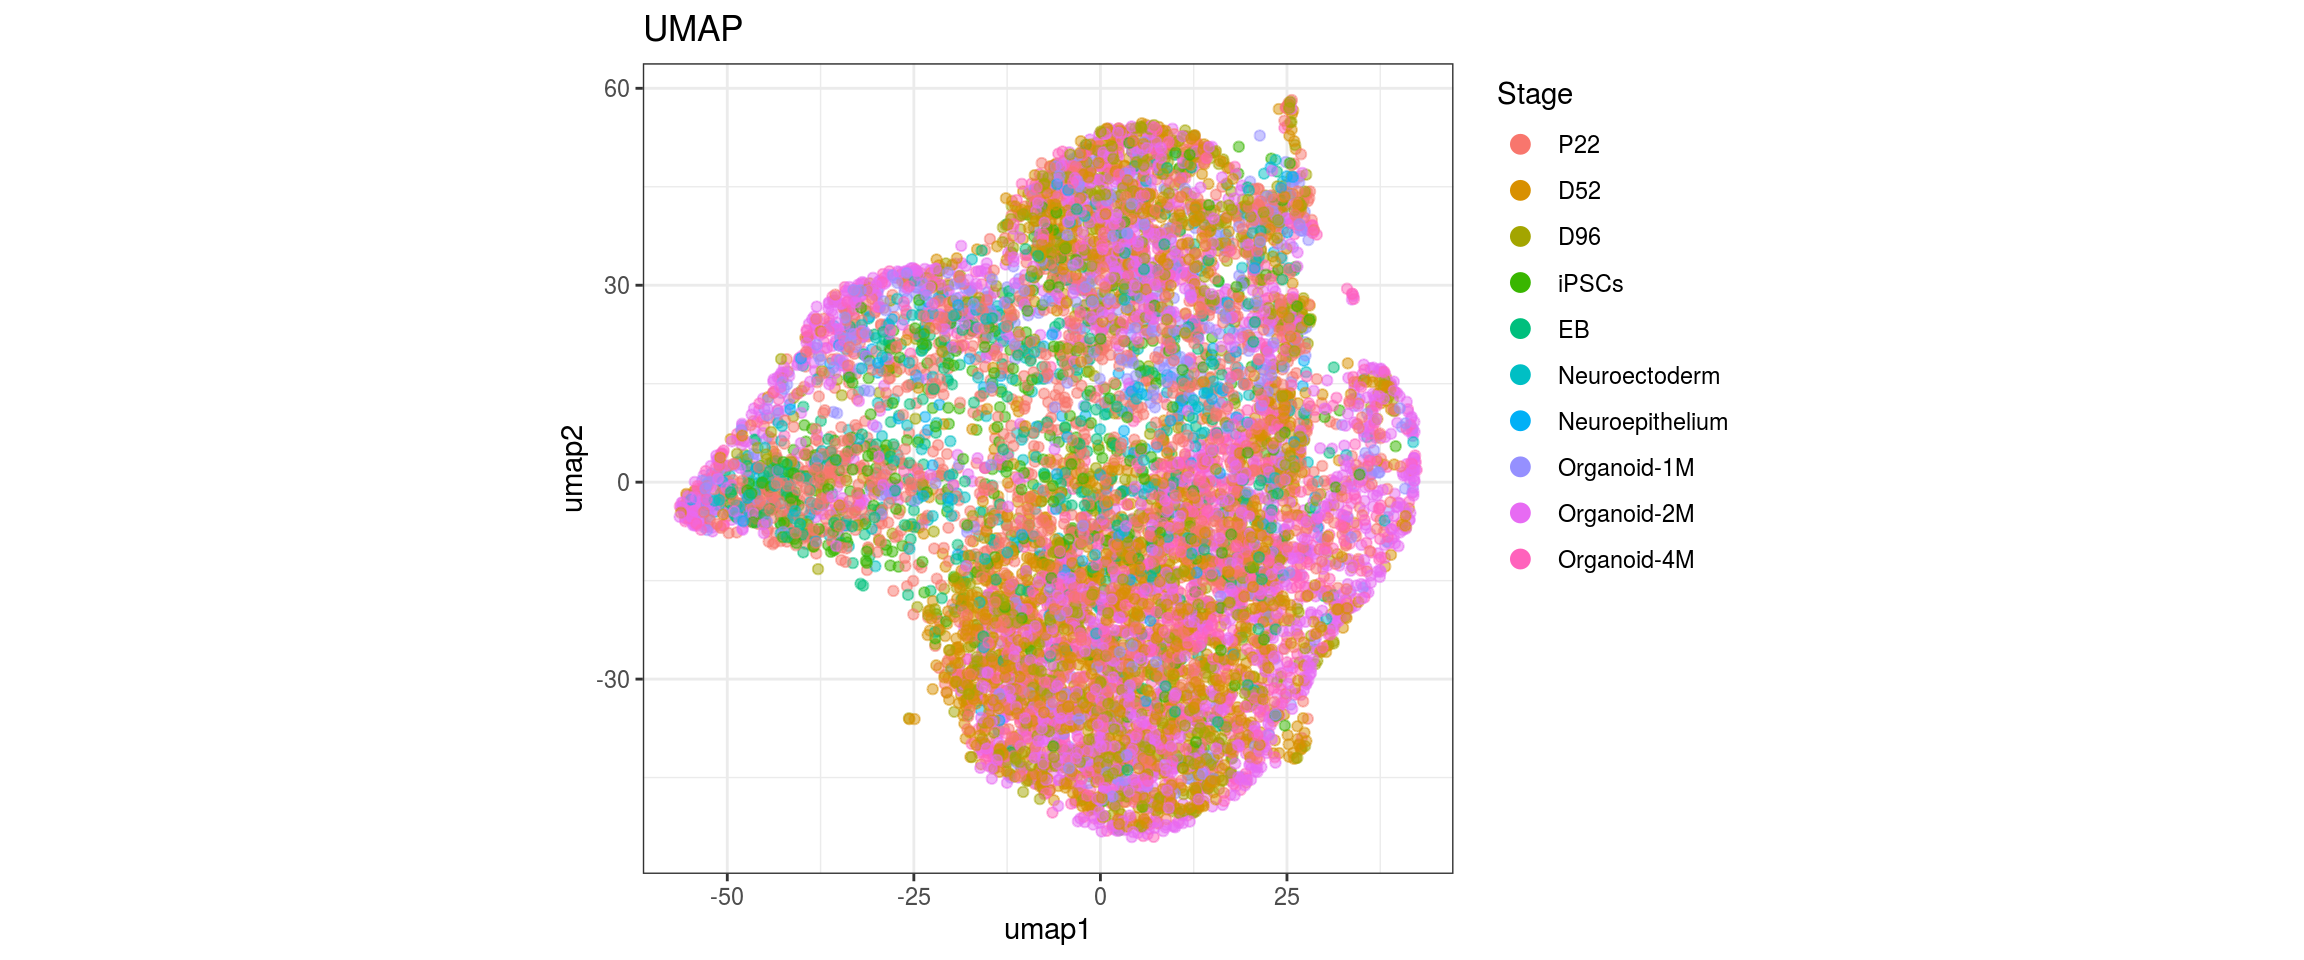 UMAP
60
30
0
-30
umap2
-50
-25
0
25
umap1
Stage
P22
D52
D96
iPSCs
EB
Neuroectoderm
Neuroepithelium
Organoid-1M
Organoid-2M
Organoid-4M